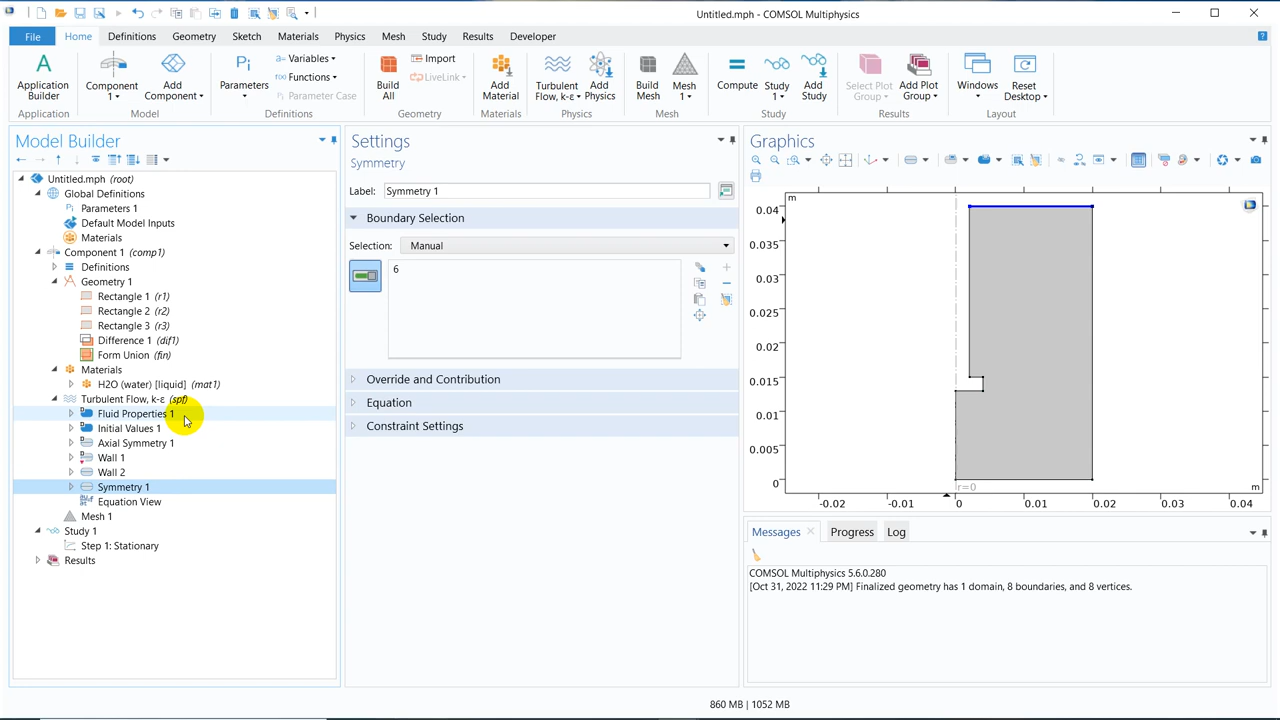 Untitled.mph - COMSOL Multiphysics
File Home Definitions Geometry Sketch Materials Physics Mesh Study Results Developer
Application Builder
Component 1
Add Component
Pi Parameters
a= Variables
f(x) Functions
Pi Parameter Case
Build All
Import
LiveLink
Add Material
Turbulent Flow, k-ε
Add Physics
Build Mesh
Mesh 1
Compute
Study 1
Add Study
Select Plot Group
Add Plot Group
Windows
Reset Desktop
Application Model Definitions Geometry Materials Physics Mesh Study Results Layout
Model Builder
Untitled.mph (root)
Global Definitions
Pi Parameters 1
Default Model Inputs
Materials
Component 1 (comp1)
Definitions
Geometry 1
Rectangle 1 (r1)
Rectangle 2 (r2)
Rectangle 3 (r3)
Difference 1 (dif1)
Form Union (fin)
Materials
H2O (water) [liquid] (mat1)
Turbulent Flow, k-ε (spf)
Fluid Properties 1
Initial Values 1
Axial Symmetry 1
Wall 1
Wall 2
Symmetry 1
Equation View
Mesh 1
Study 1
Step 1: Stationary
Results
Settings
Symmetry
Label: Symmetry 1
Boundary Selection
Selection: Manual
6
Override and Contribution
Equation
Constraint Settings
Graphics
m
0.04
0.035
0.03
0.025
0.02
0.015
0.01
0.005
0
r=0
m
-0.02 -0.01 0 0.01 0.02 0.03 0.04
Messages Progress Log
COMSOL Multiphysics 5.6.0.280
[Oct 31, 2022 11:29 PM] Finalized geometry has 1 domain, 8 boundaries, and 8 vertices.
860 MB | 1052 MB